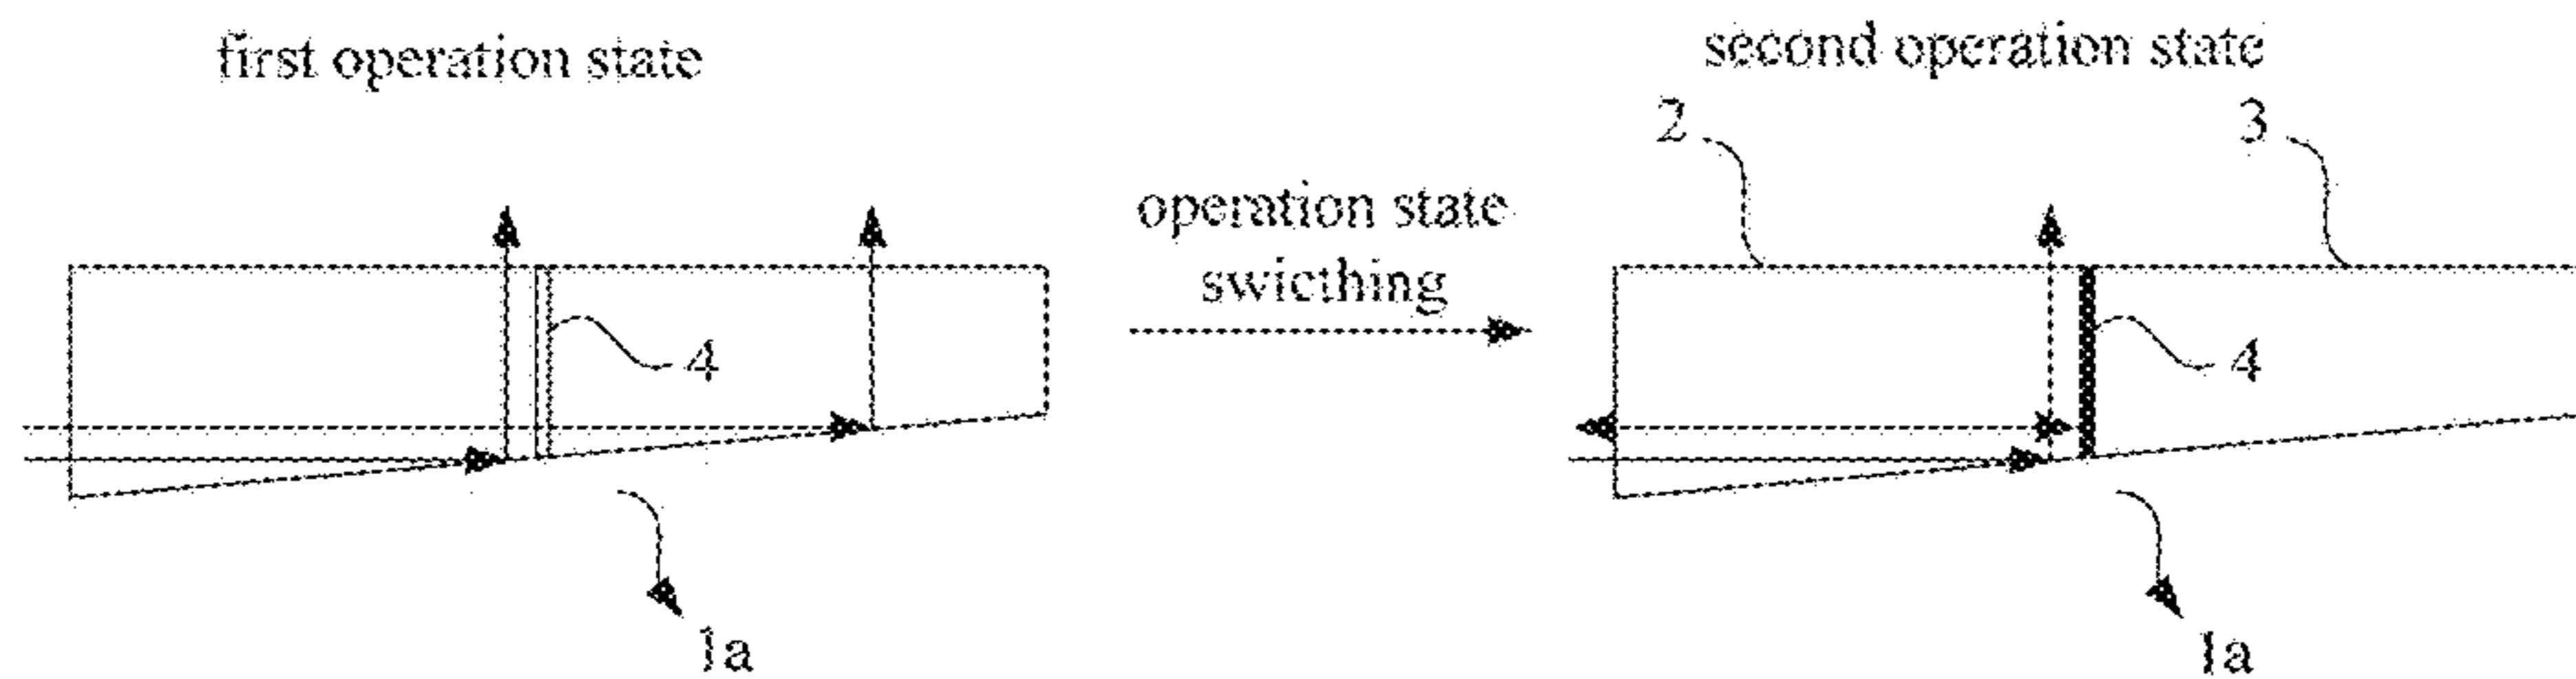 first operation state
second operation state
2
3
operation state
swicthing
4
4
1a
1a